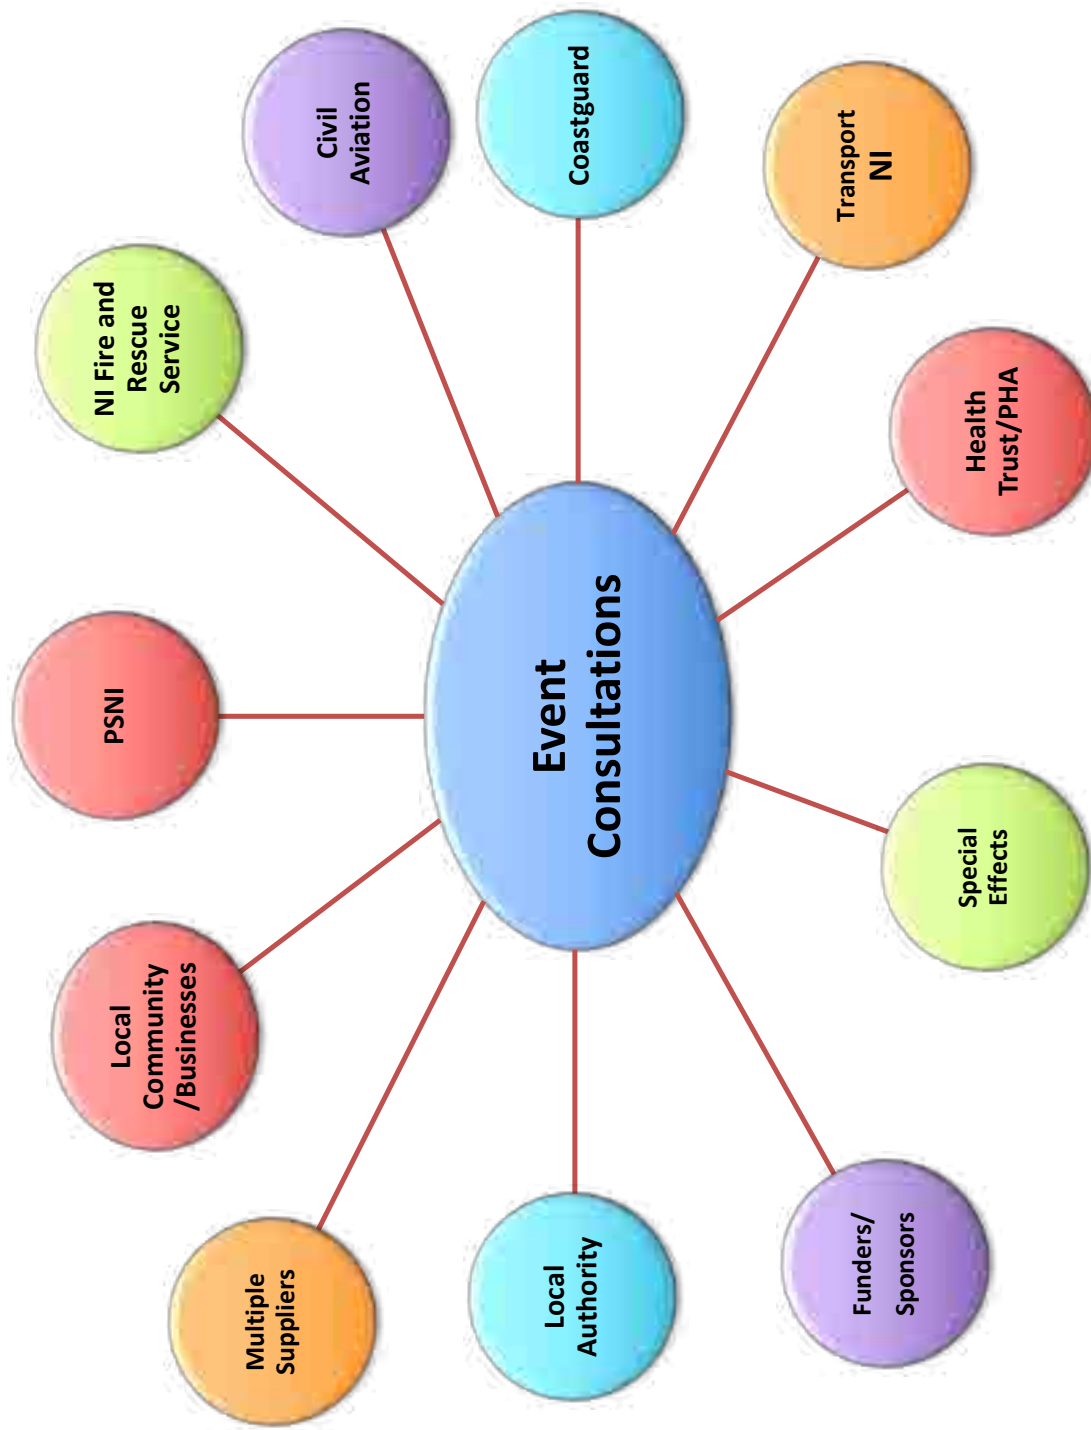 Event
Consultations
PSNI
NI Fire and
Rescue
Service
Civil
Aviation
Coastguard
Transport
NI
Health
Trust/PHA
Special
Effects
Funders/
Sponsors
Local
Authority
Multiple
Suppliers
Local
Community
/Businesses